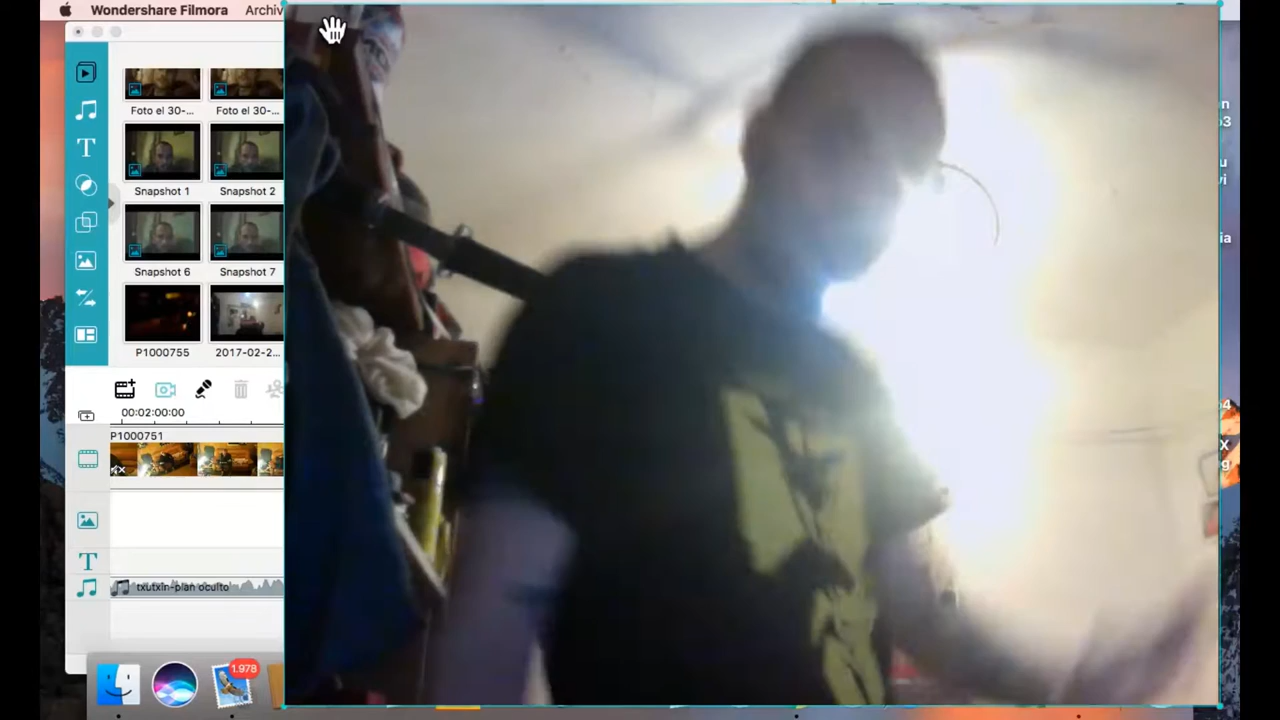 Wondershare Filmora Archiv
Foto el 30-... Foto el 30-...
Snapshot 1 Snapshot 2
Snapshot 6 Snapshot 7
P1000755 2017-02-2...
00:02:00:00
P1000751
txutxin-plan oculto
1.978